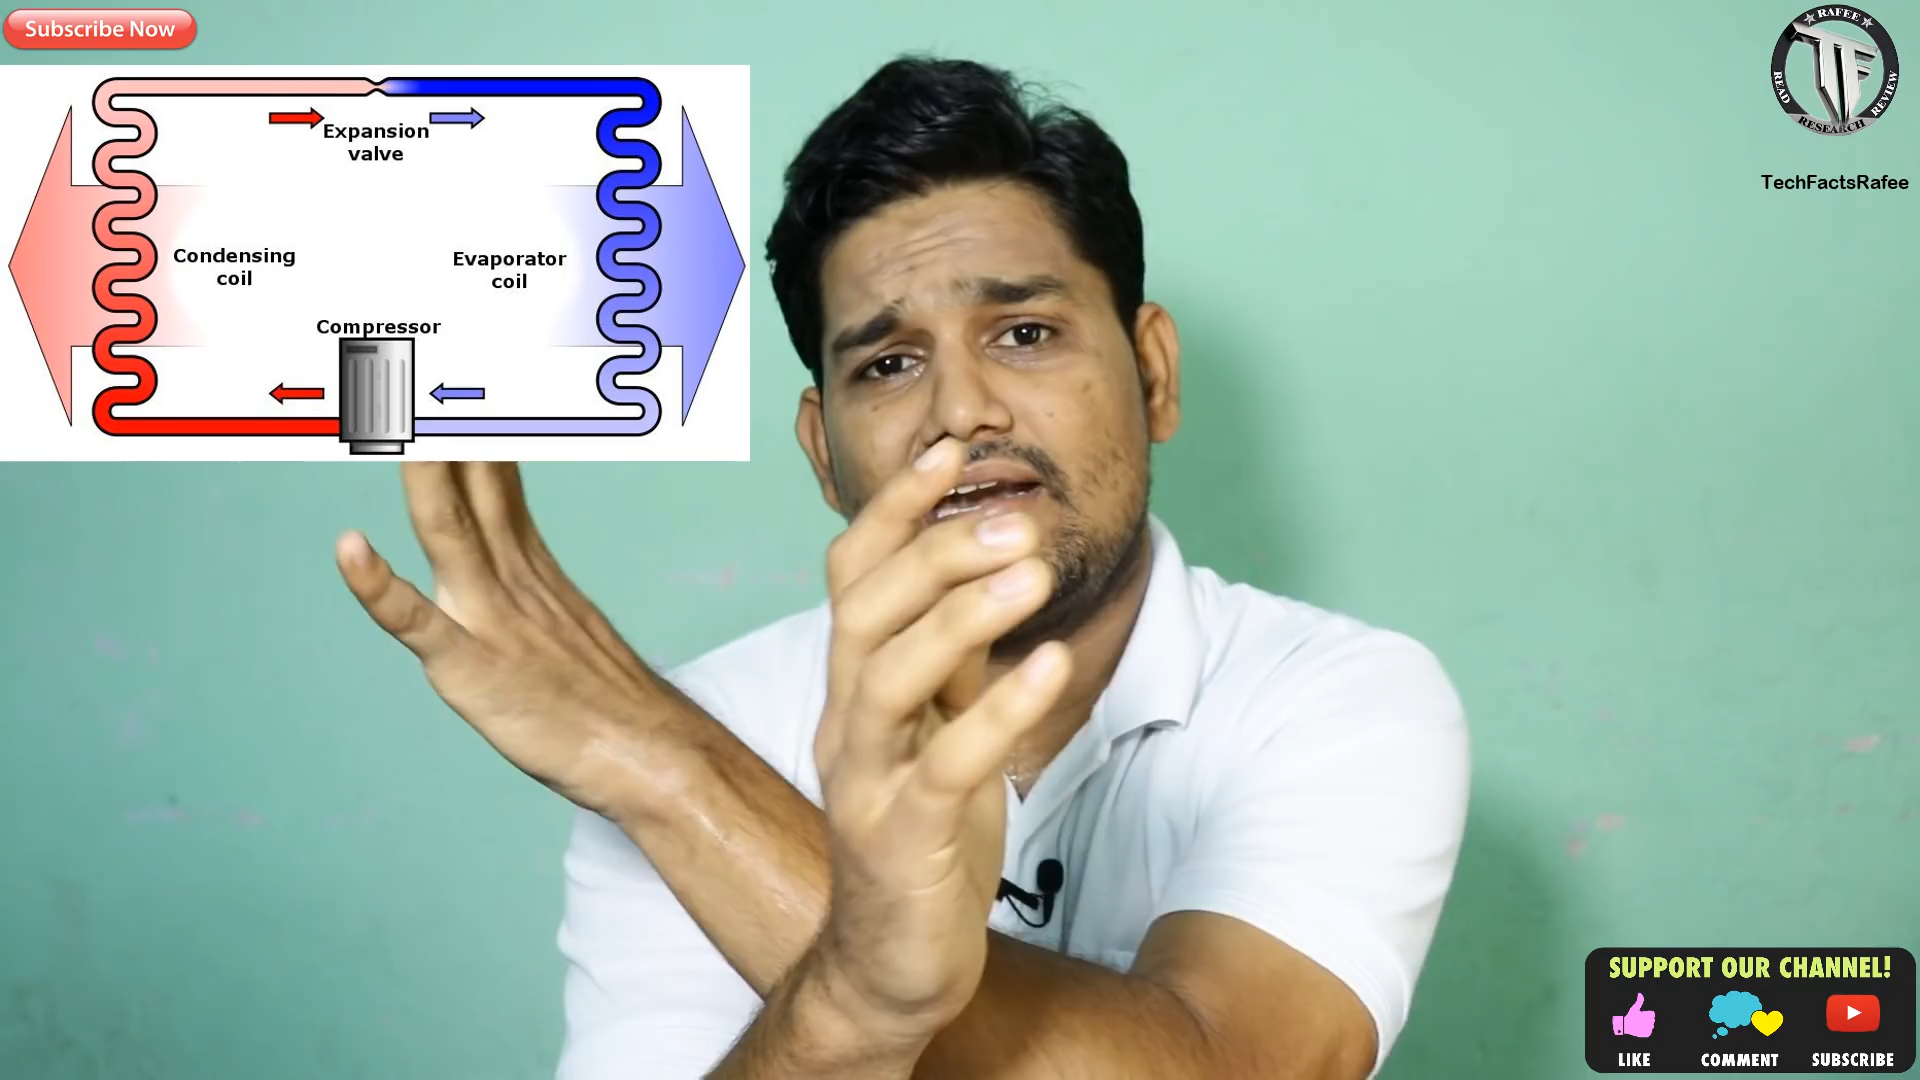 Subscribe Now
Expansion
valve
Condensing
coil
Evaporator
coil
Compressor
RAFEE
TF
READ
RESEARCH
REVIEW
TechFactsRafee
SUPPORT OUR CHANNEL!
LIKE
COMMENT
SUBSCRIBE